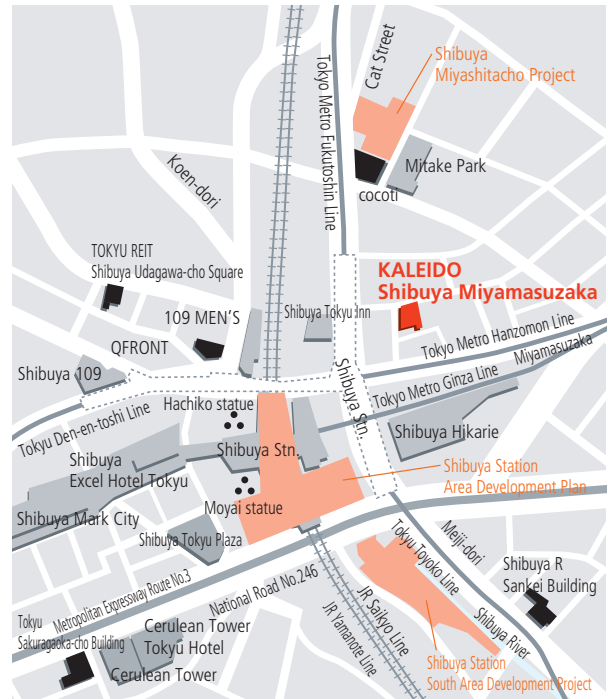 Cat Street
Shibuya
Miyashitacho Project
Tokyo Metro Fukutoshin Line
Koen-dori
Mitake Park
cocoti
TOKYU REIT
Shibuya Udagawa-cho Square
KALEIDO
Shibuya Miyamasuzaka
109 MEN'S
Shibuya Tokyu Inn
QFRONT
Tokyo Metro Hanzomon Line
Miyamasuzaka
Shibuya 109
Tokyo Metro Ginza Line
Shibuya Stn.
Hachiko statue
Tokyu Den-en-toshi Line
Shibuya Hikarie
Shibuya Stn.
Shibuya
Excel Hotel Tokyu
Shibuya Station
Area Development Plan
Moyai statue
Shibuya Mark City
Shibuya Tokyu Plaza
Meiji-dori
Tokyu Toyoko Line
Shibuya R
Sankei Building
Metropolitan Expressway Route No.3
National Road No.246
JR Saikyo Line
JR Yamanote Line
Shibuya River
Tokyu
Sakuragaoka-cho Building
Cerulean Tower
Tokyu Hotel
Cerulean Tower
Shibuya Station
South Area Development Project